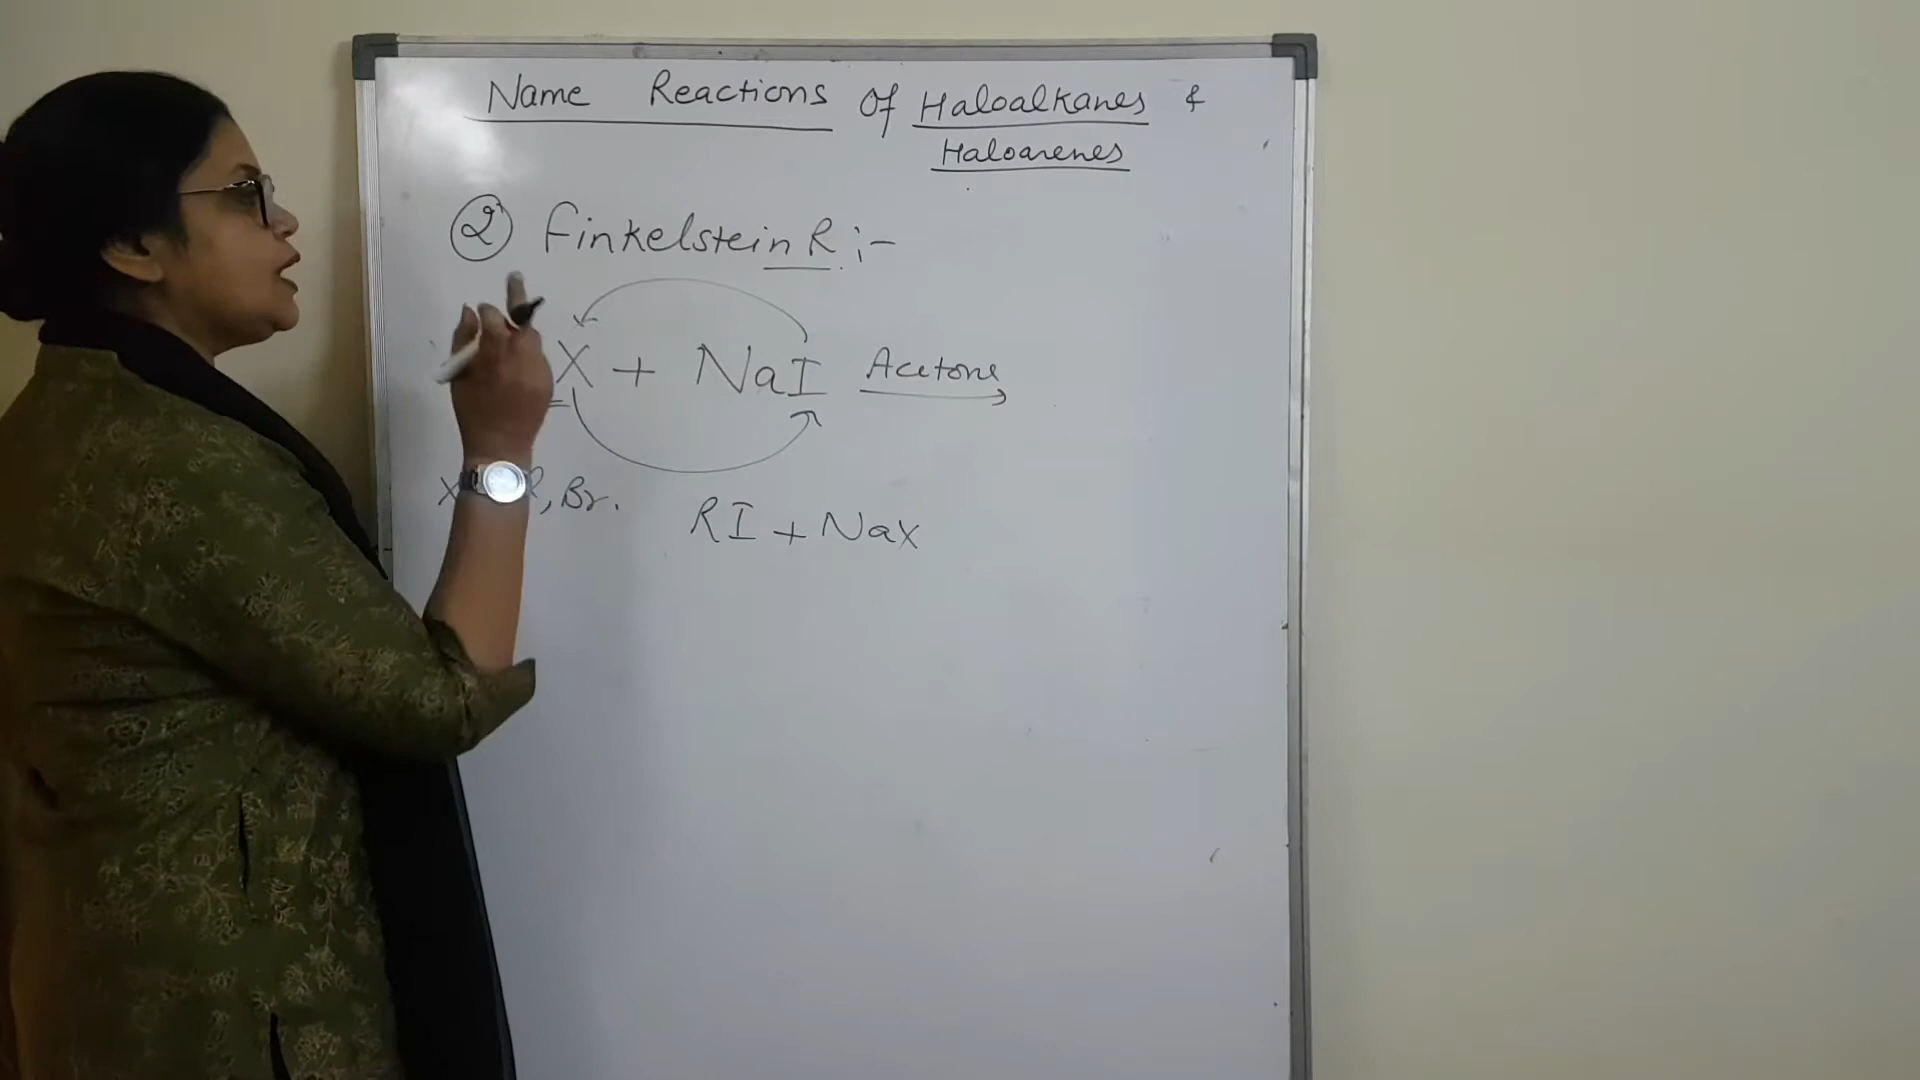 Name Reactions Of Haloalkanes &
Haloarenes
② Finkelstein R :-
X + NaI Acetone
X , Br.
RI + NaX